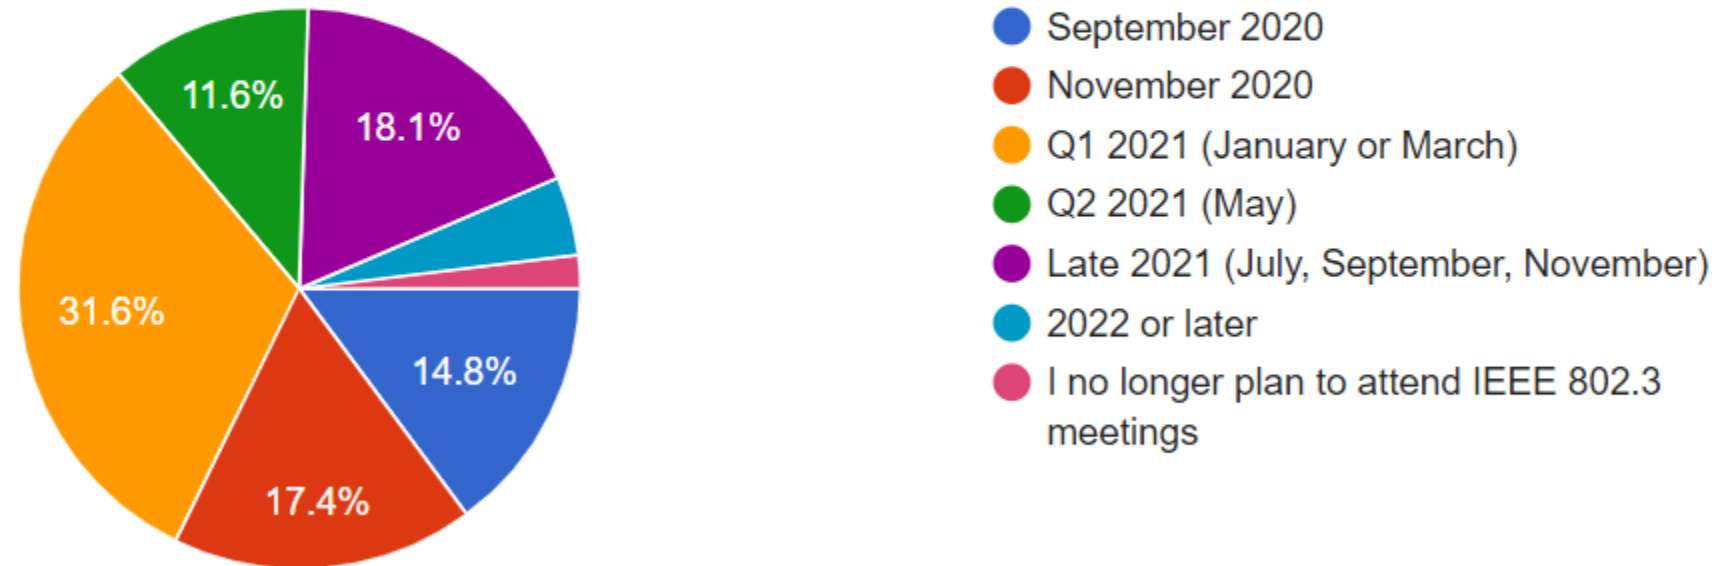 11.6%
18.1%
31.6%
14.8%
17.4%
September 2020
November 2020
Q1 2021 (January or March)
Q2 2021 (May)
Late 2021 (July, September, November)
2022 or later
I no longer plan to attend IEEE 802.3
meetings